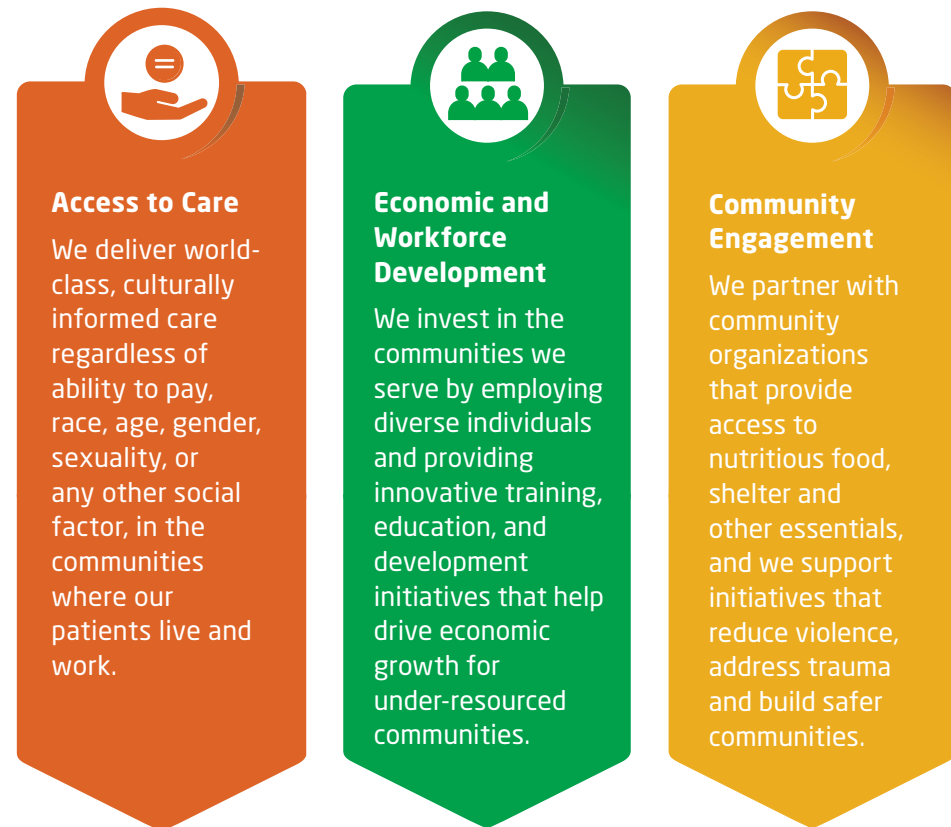 Access to Care
We deliver world-
class, culturally
informed care
regardless of
ability to pay,
race, age, gender,
sexuality, or
any other social
factor, in the
communities
where our
patients live and
work.
Economic and
Workforce
Development
We invest in the
communities we
serve by employing
diverse individuals
and providing
innovative training,
education, and
development
initiatives that help
drive economic
growth for
under-resourced
communities.
Community
Engagement
We partner with
community
organizations
that provide
access to
nutritious food,
shelter and
other essentials,
and we support
initiatives that
reduce violence,
address trauma
and build safer
communities.